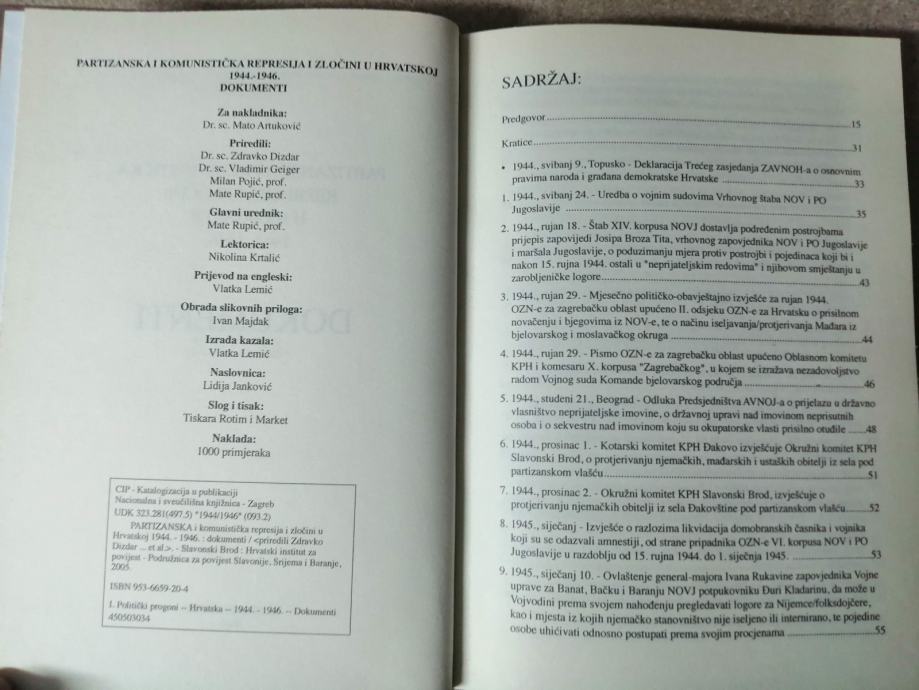 PARTIZANSKA I KOMUNISTIČKA REPRESIJA I ZLOČINI U HRVATSKOJ
1944.-1946.
DOKUMENTI
Za nakladnika:
Dr. sc. Mato Artuković
Priredili:
Dr. sc. Zdravko Dizdar
Dr. sc. Vladimir Geiger
Milan Pojić, prof.
Mate Rupić, prof.
Glavni urednik:
Mate Rupić, prof.
Lektorica:
Nikolina Krtalić
Prijevod na engleski:
Vlatka Lemić
Obrada slikovnih priloga:
Ivan Majdak
Izrada kazala:
Vlatka Lemić
Naslovnica:
Lidija Janković
Slog i tisak:
Tiskara Rotim i Market
Naklada:
1000 primjeraka
CIP - Katalogizacija u publikaciji
Nacionalna i sveučilišna knjižnica - Zagreb
UDK 323.281(497.5) "1944/1946" (093.2)
PARTIZANSKA i komunistička represija i zločini u
Hrvatskoj 1944. - 1946. : dokumenti / <priredili Zdravko
Dizdar ... et al.>. - Slavonski Brod : Hrvatski institut za
povijest - Podružnica za povijest Slavonije, Srijema i Baranje,
2005.
ISBN 953-6659-20-4
1. Politički progoni -- Hrvatska -- 1944. - 1946. -- Dokumenti
450503034
SADRŽAJ:
Predgovor 15
Kratice 31
• 1944., svibanj 9., Topusko - Deklaracija Trećeg zasjedanja ZAVNOH-a o osnovnim
pravima naroda i građana demokratske Hrvatske 33
1. 1944., svibanj 24. - Uredba o vojnim sudovima Vrhovnog štaba NOV i PO
Jugoslavije 35
2. 1944., rujan 18. - Štab XIV. korpusa NOVJ dostavlja podređenim postrojbama
prijepis zapovijedi Josipa Broza Tita, vrhovnog zapovjednika NOV i PO Jugoslavije
i maršala Jugoslavije, o poduzimanju mjera protiv postrojbi i pojedinaca koji bi i
nakon 15. rujna 1944. ostali u "neprijateljskim redovima" i njihovom smještanju u
zarobljeničke logore 43
3. 1944., rujan 29. - Mjesečno političko-obavještajno izvješće za rujan 1944.
OZN-e za zagrebačku oblast upućeno II. odsjeku OZN-e za Hrvatsku o prisilnom
novačenju i bjegovima iz NOV-e, te o načinu iseljavanja/protjerivanja Mađara iz
bjelovarskog i moslavačkog okruga 44
4. 1944., rujan 29. - Pismo OZN-e za zagrebačku oblast upućeno Oblasnom komitetu
KPH i komesaru X. korpusa "Zagrebačkog", u kojem se izražava nezadovoljstvo
radom Vojnog suda Komande bjelovarskog područja 46
5. 1944., studeni 21., Beograd - Odluka Predsjedništva AVNOJ-a o prijelazu u državno
vlasništvo neprijateljske imovine, o državnoj upravi nad imovinom neprisutnih
osoba i o sekvestru nad imovinom koju su okupatorske vlasti prisilno otuđile 48
6. 1944., prosinac 1. - Kotarski komitet KPH Đakovo izvješćuje Okružni komitet KPH
Slavonski Brod, o protjerivanju njemačkih, mađarskih i ustaških obitelji iz sela pod
partizanskom vlašću 51
7. 1944., prosinac 2. - Okružni komitet KPH Slavonski Brod, izvješćuje o
protjerivanju njemačkih obitelji iz sela Đakovštine pod partizanskom vlašću 52
8. 1945., siječanj - Izvješće o razlozima likvidacija domobranskih časnika i vojnika
koji su se odazvali amnestiji, od strane pripadnika OZN-e VI. korpusa NOV i PO
Jugoslavije u razdoblju od 15. rujna 1944. do 1. siječnja 1945. 53
9. 1945., siječanj 10. - Ovlaštenje general-majora Ivana Rukavine zapovjednika Vojne
uprave za Banat, Bačku i Baranju NOVJ potpukovniku Đuri Kladarinu, da može u
Vojvodini prema svojem nahođenju pregledavati logore za Nijemce/folksdojčere,
kao i mjesta iz kojih njemačko stanovništvo nije iseljeno ili internirano, te pojedine
osobe uhićivati odnosno postupati prema svojim procjenama 55